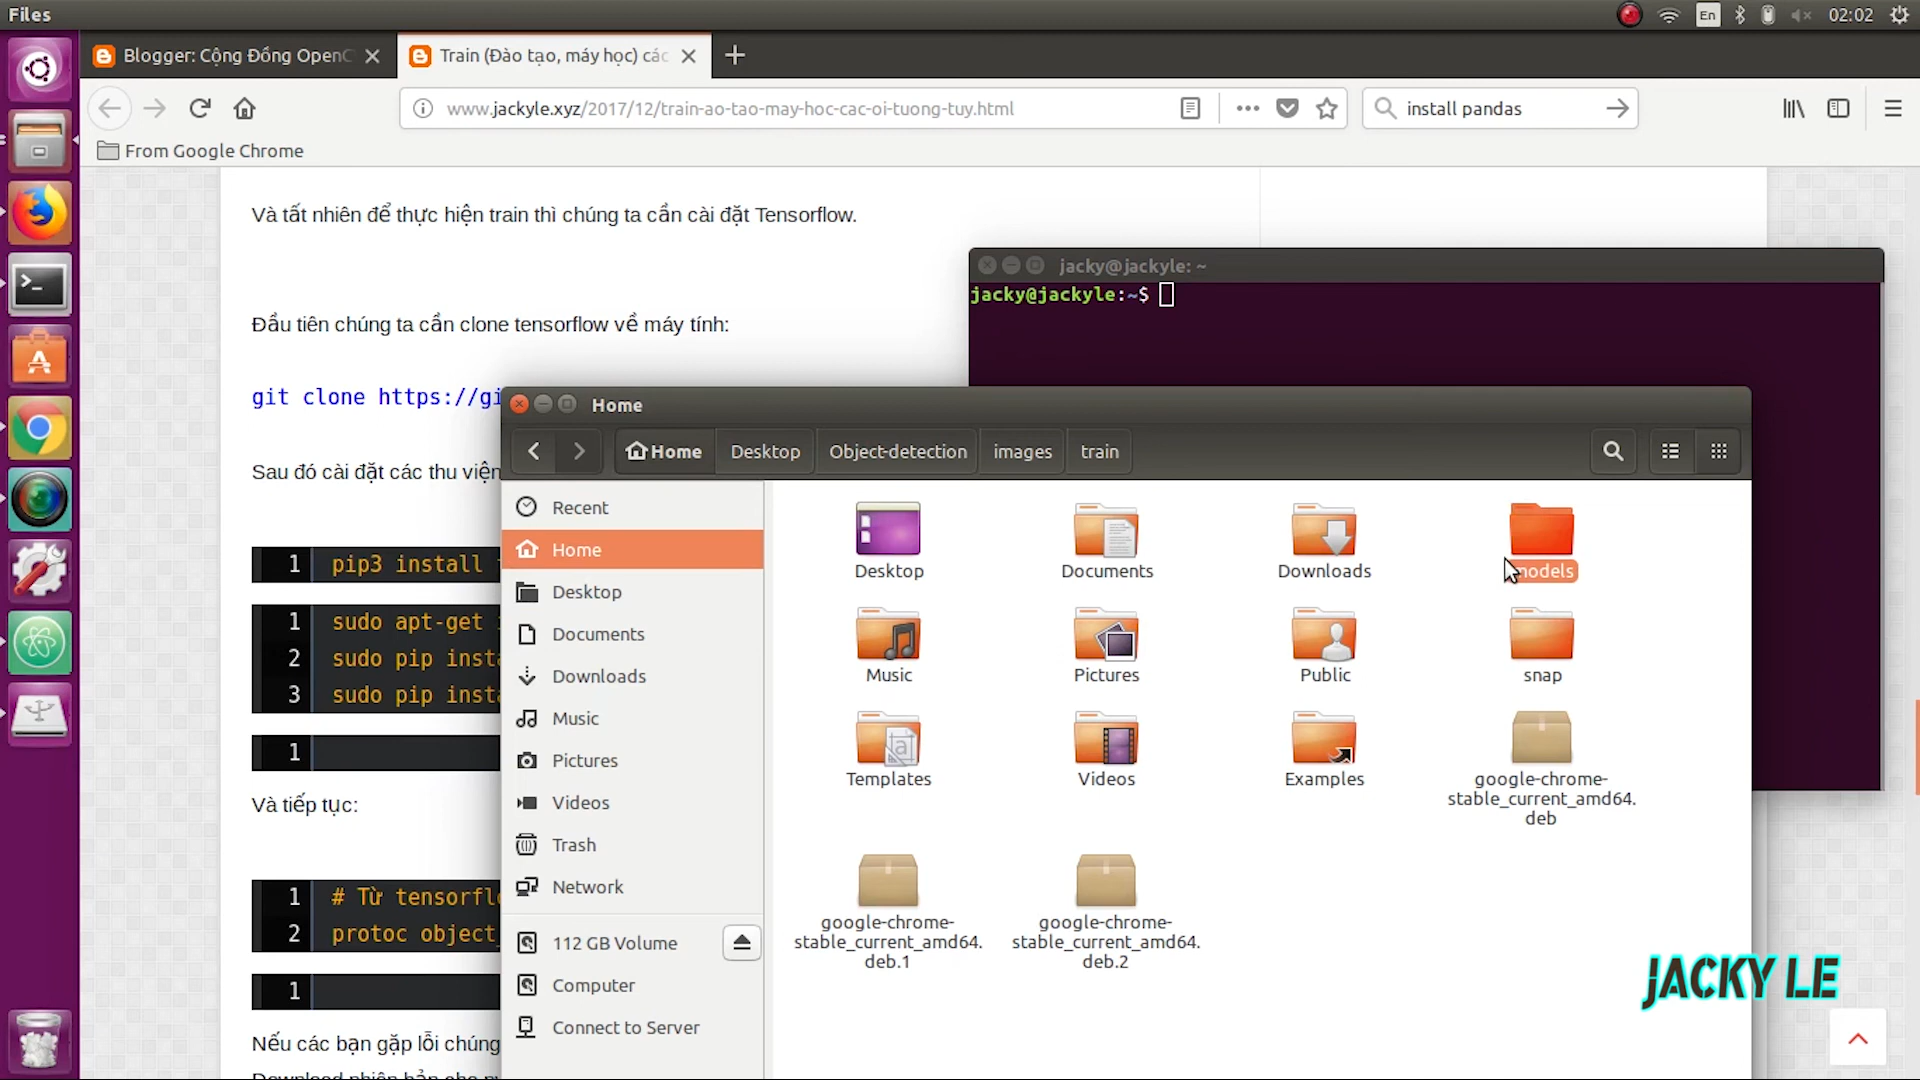 Files
En
02:02
Blogger: Cộng Đồng OpenC
Train (Đào tạo, máy học) các
www.jackyle.xyz/2017/12/train-ao-tao-may-hoc-cac-oi-tuong-tuy.html
install pandas
From Google Chrome
Và tất nhiên để thực hiện train thì chúng ta cần cài đặt Tensorflow.
jacky@jackyle: ~
jacky@jackyle:~$
Đầu tiên chúng ta cần clone tensorflow về máy tính:
git clone https://gi
Sau đó cài đặt các thu viện
1 pip3 install
1 sudo apt-get
2 sudo pip insta
3 sudo pip insta
1
Và tiếp tục:
1 # Từ tensorflo
2 protoc object_
1
Nếu các bạn gặp lỗi chúng
Home
Home
Desktop
Object-detection
images
train
Recent
Home
Desktop
Documents
Downloads
Music
Pictures
Videos
Trash
Network
112 GB Volume
Computer
Connect to Server
Desktop
Documents
Downloads
models
Music
Pictures
Public
snap
Templates
Videos
Examples
google-chrome-
stable_current_amd64.
deb
google-chrome-
stable_current_amd64.
deb.1
google-chrome-
stable_current_amd64.
deb.2
JACKY LE